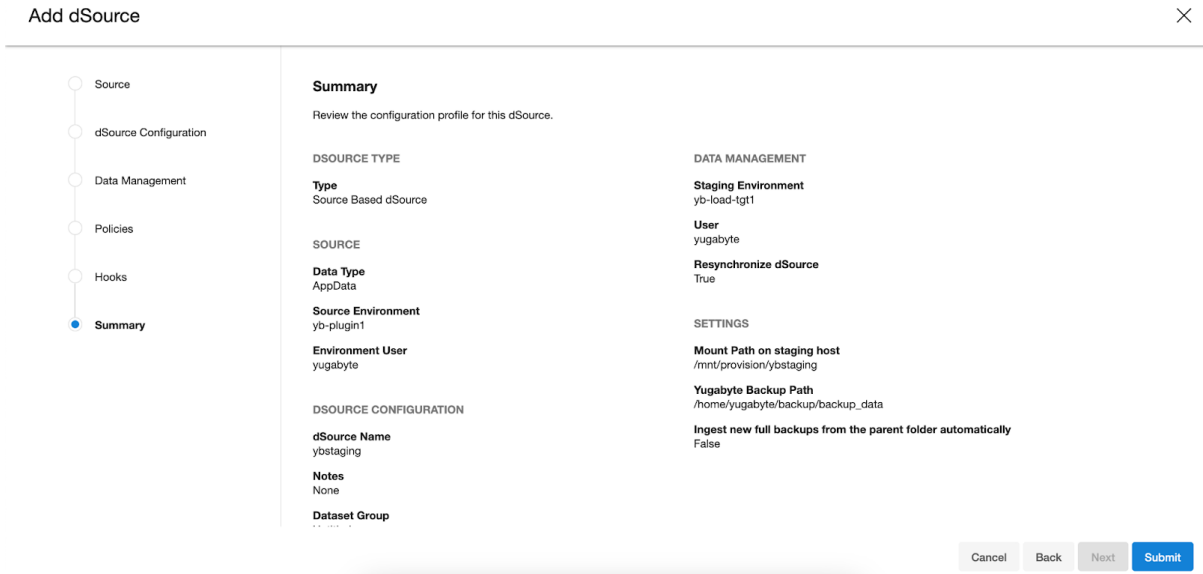 Add dSource
Source
dSource Configuration
Data Management
Policies
Hooks
Summary
Summary
Review the configuration profile for this dSource.
DSOURCE TYPE
Type
Source Based dSource
SOURCE
Data Type
AppData
Source Environment
yb-plugin1
Environment User
yugabyte
DSOURCE CONFIGURATION
dSource Name
ybstaging
Notes
None
Dataset Group
DATA MANAGEMENT
Staging Environment
yb-load-tgt1
User
yugabyte
Resynchronize dSource
True
SETTINGS
Mount Path on staging host
/mnt/provision/ybstaging
Yugabyte Backup Path
/home/yugabyte/backup/backup_data
Ingest new full backups from the parent folder automatically
False
Cancel
Back
Next
Submit